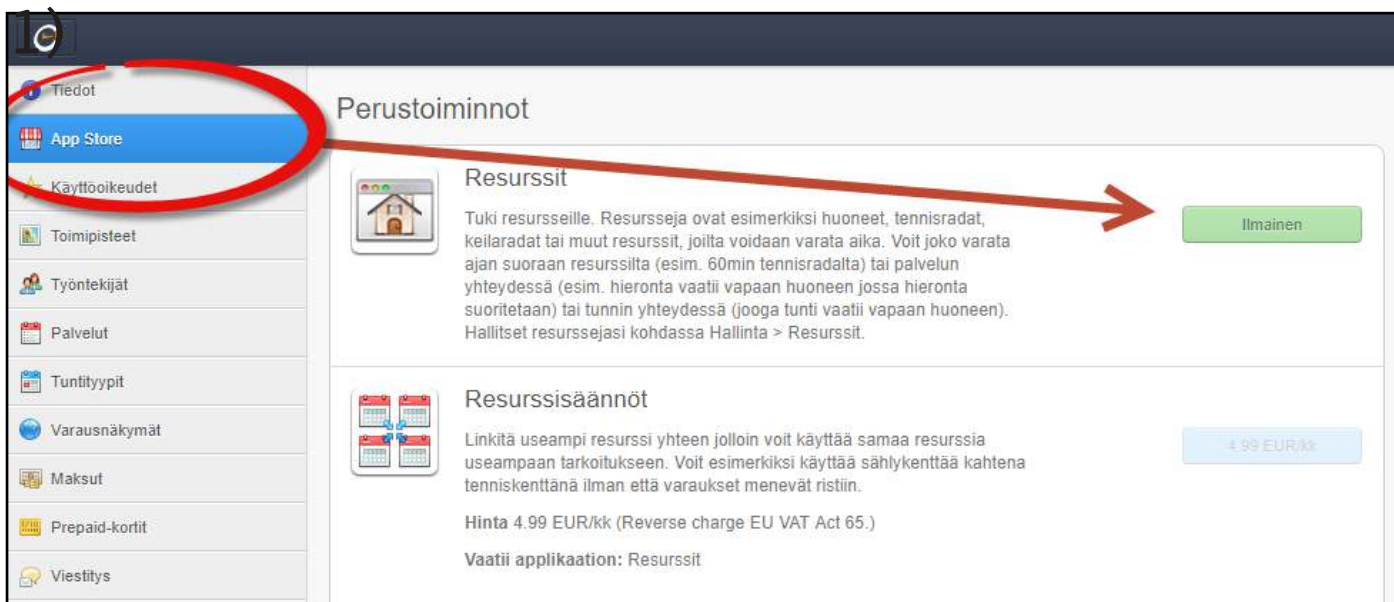 1)
Tiedot
App Store
Käyttöoikeudet
Toimipisteet
Työntekijät
Palvelut
Tuntityypit
Varausnäkymät
Maksut
Prepaid-kortit
Viestitys
Perustoiminnot
Resurssit
Tuki resursseille. Resursseja ovat esimerkiksi huoneet, tennisradat,
keilaradat tai muut resurssit, joilta voidaan varata aika. Voit joko varata
ajan suoraan resurssilta (esim. 60min tennisradalta) tai palvelun
yhteydessä (esim. hieronta vaatii vapaan huoneen jossa hieronta
suoritetaan) tai tunnin yhteydessä (jooga tunti vaatii vapaan huoneen).
Hallitset resurssejasi kohdassa Hallinta > Resurssit.
Ilmainen
Resurssisäännöt
Linkitä useampi resurssi yhteen jolloin voit käyttää samaa resurssia
useampaan tarkoitukseen. Voit esimerkiksi käyttää sählykenttää kahtena
tenniskenttänä ilman että varaukset menevät ristiin.
Hinta 4.99 EUR/kk (Reverse charge EU VAT Act 65.)
Vaatii applikaation: Resurssit
4.99 EUR/kk